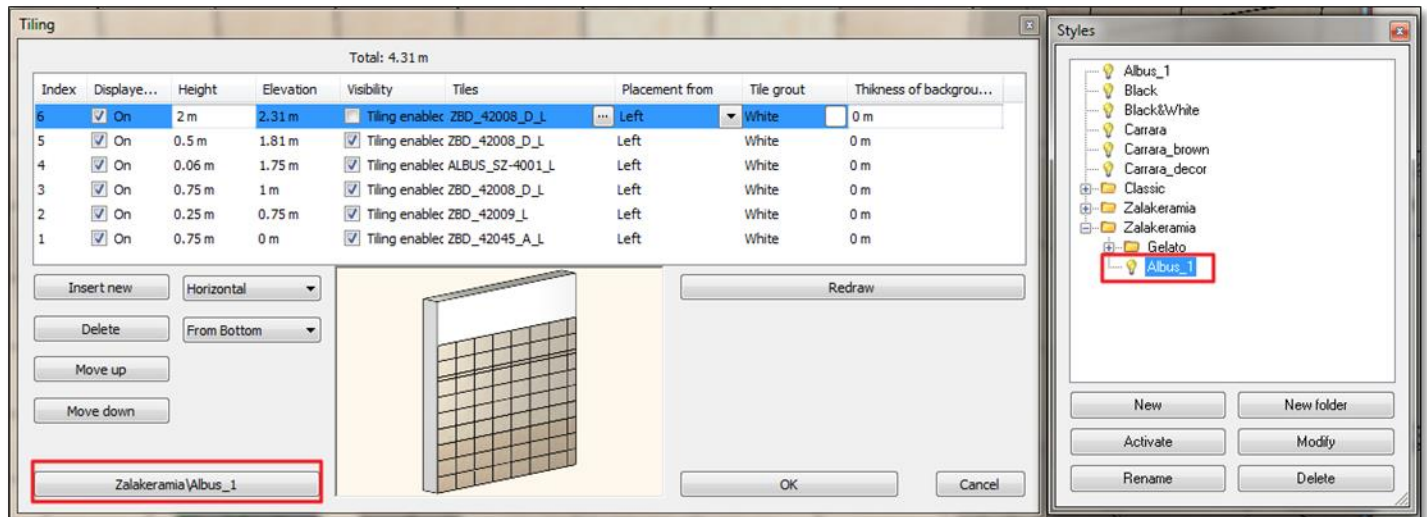 Tiling
Total: 4.31 m
Index Displaye... Height Elevation Visibility Tiles Placement from Tile grout Thikness of backgrou...
6 On 2 m 2.31 m Tiling enablec ZBD_42008_D_L ... Left White 0 m
5 On 0.5 m 1.81 m Tiling enablec ZBD_42008_D_L Left White 0 m
4 On 0.06 m 1.75 m Tiling enablec ALBUS_SZ-4001_L Left White 0 m
3 On 0.75 m 1 m Tiling enablec ZBD_42008_D_L Left White 0 m
2 On 0.25 m 0.75 m Tiling enablec ZBD_42009_L Left White 0 m
1 On 0.75 m 0 m Tiling enablec ZBD_42045_A_L Left White 0 m
Insert new Horizontal Redraw
Delete From Bottom
Move up
Move down
Zalakeramia\Albus_1 OK Cancel
Styles
Albus_1
Black
Black&White
Carrara
Carrara_brown
Carrara_decor
Classic
Zalakeramia
Zalakeramia
Gelato
Albus_1
New New folder
Activate Modify
Rename Delete